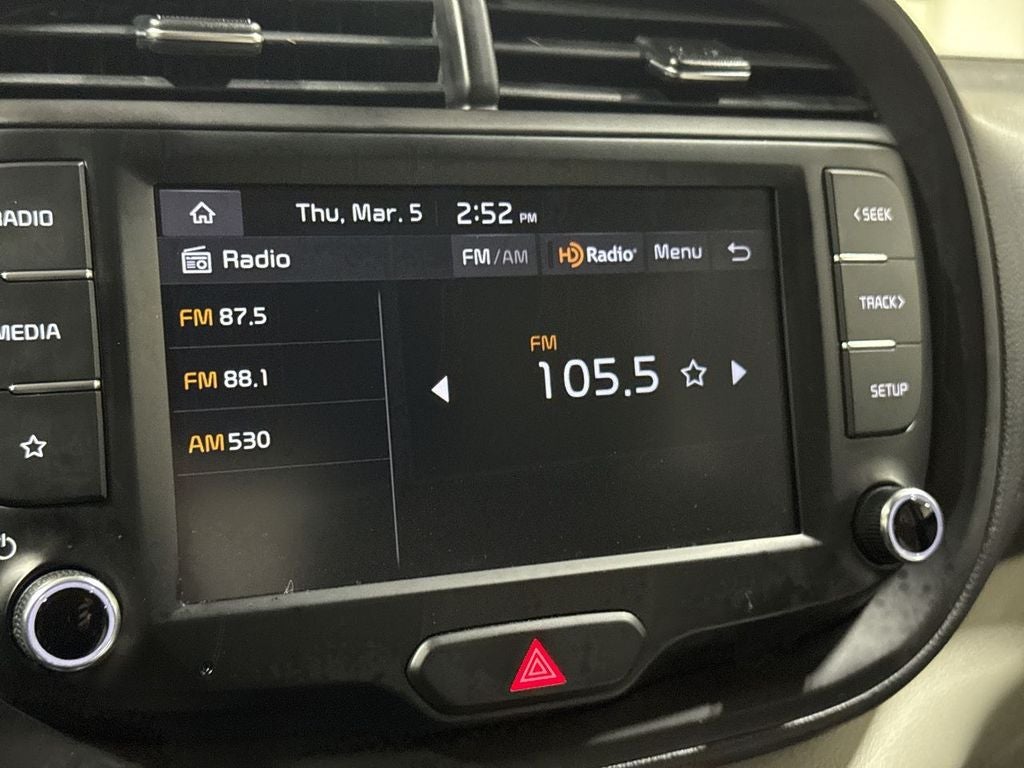 Thu, Mar. 5 2:52 PM
Radio FM/AM HD Radio Menu
FM 87.5
FM 88.1
AM 530
FM
105.5
RADIO
MEDIA
<SEEK
TRACK>
SETUP